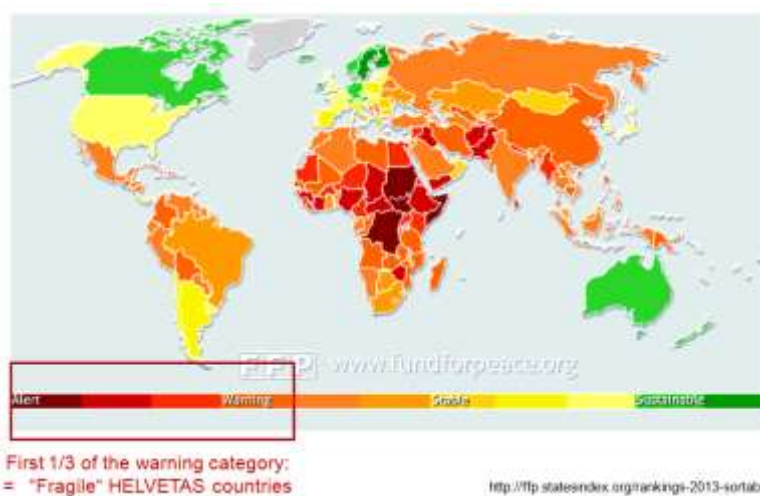 FFP www.fundforpeace.org
Alert Warning Stable Sustainable
First 1/3 of the warning category:
= "Fragile" HELVETAS countries
http://ffp.statesindex.org/rankings-2013-sortab